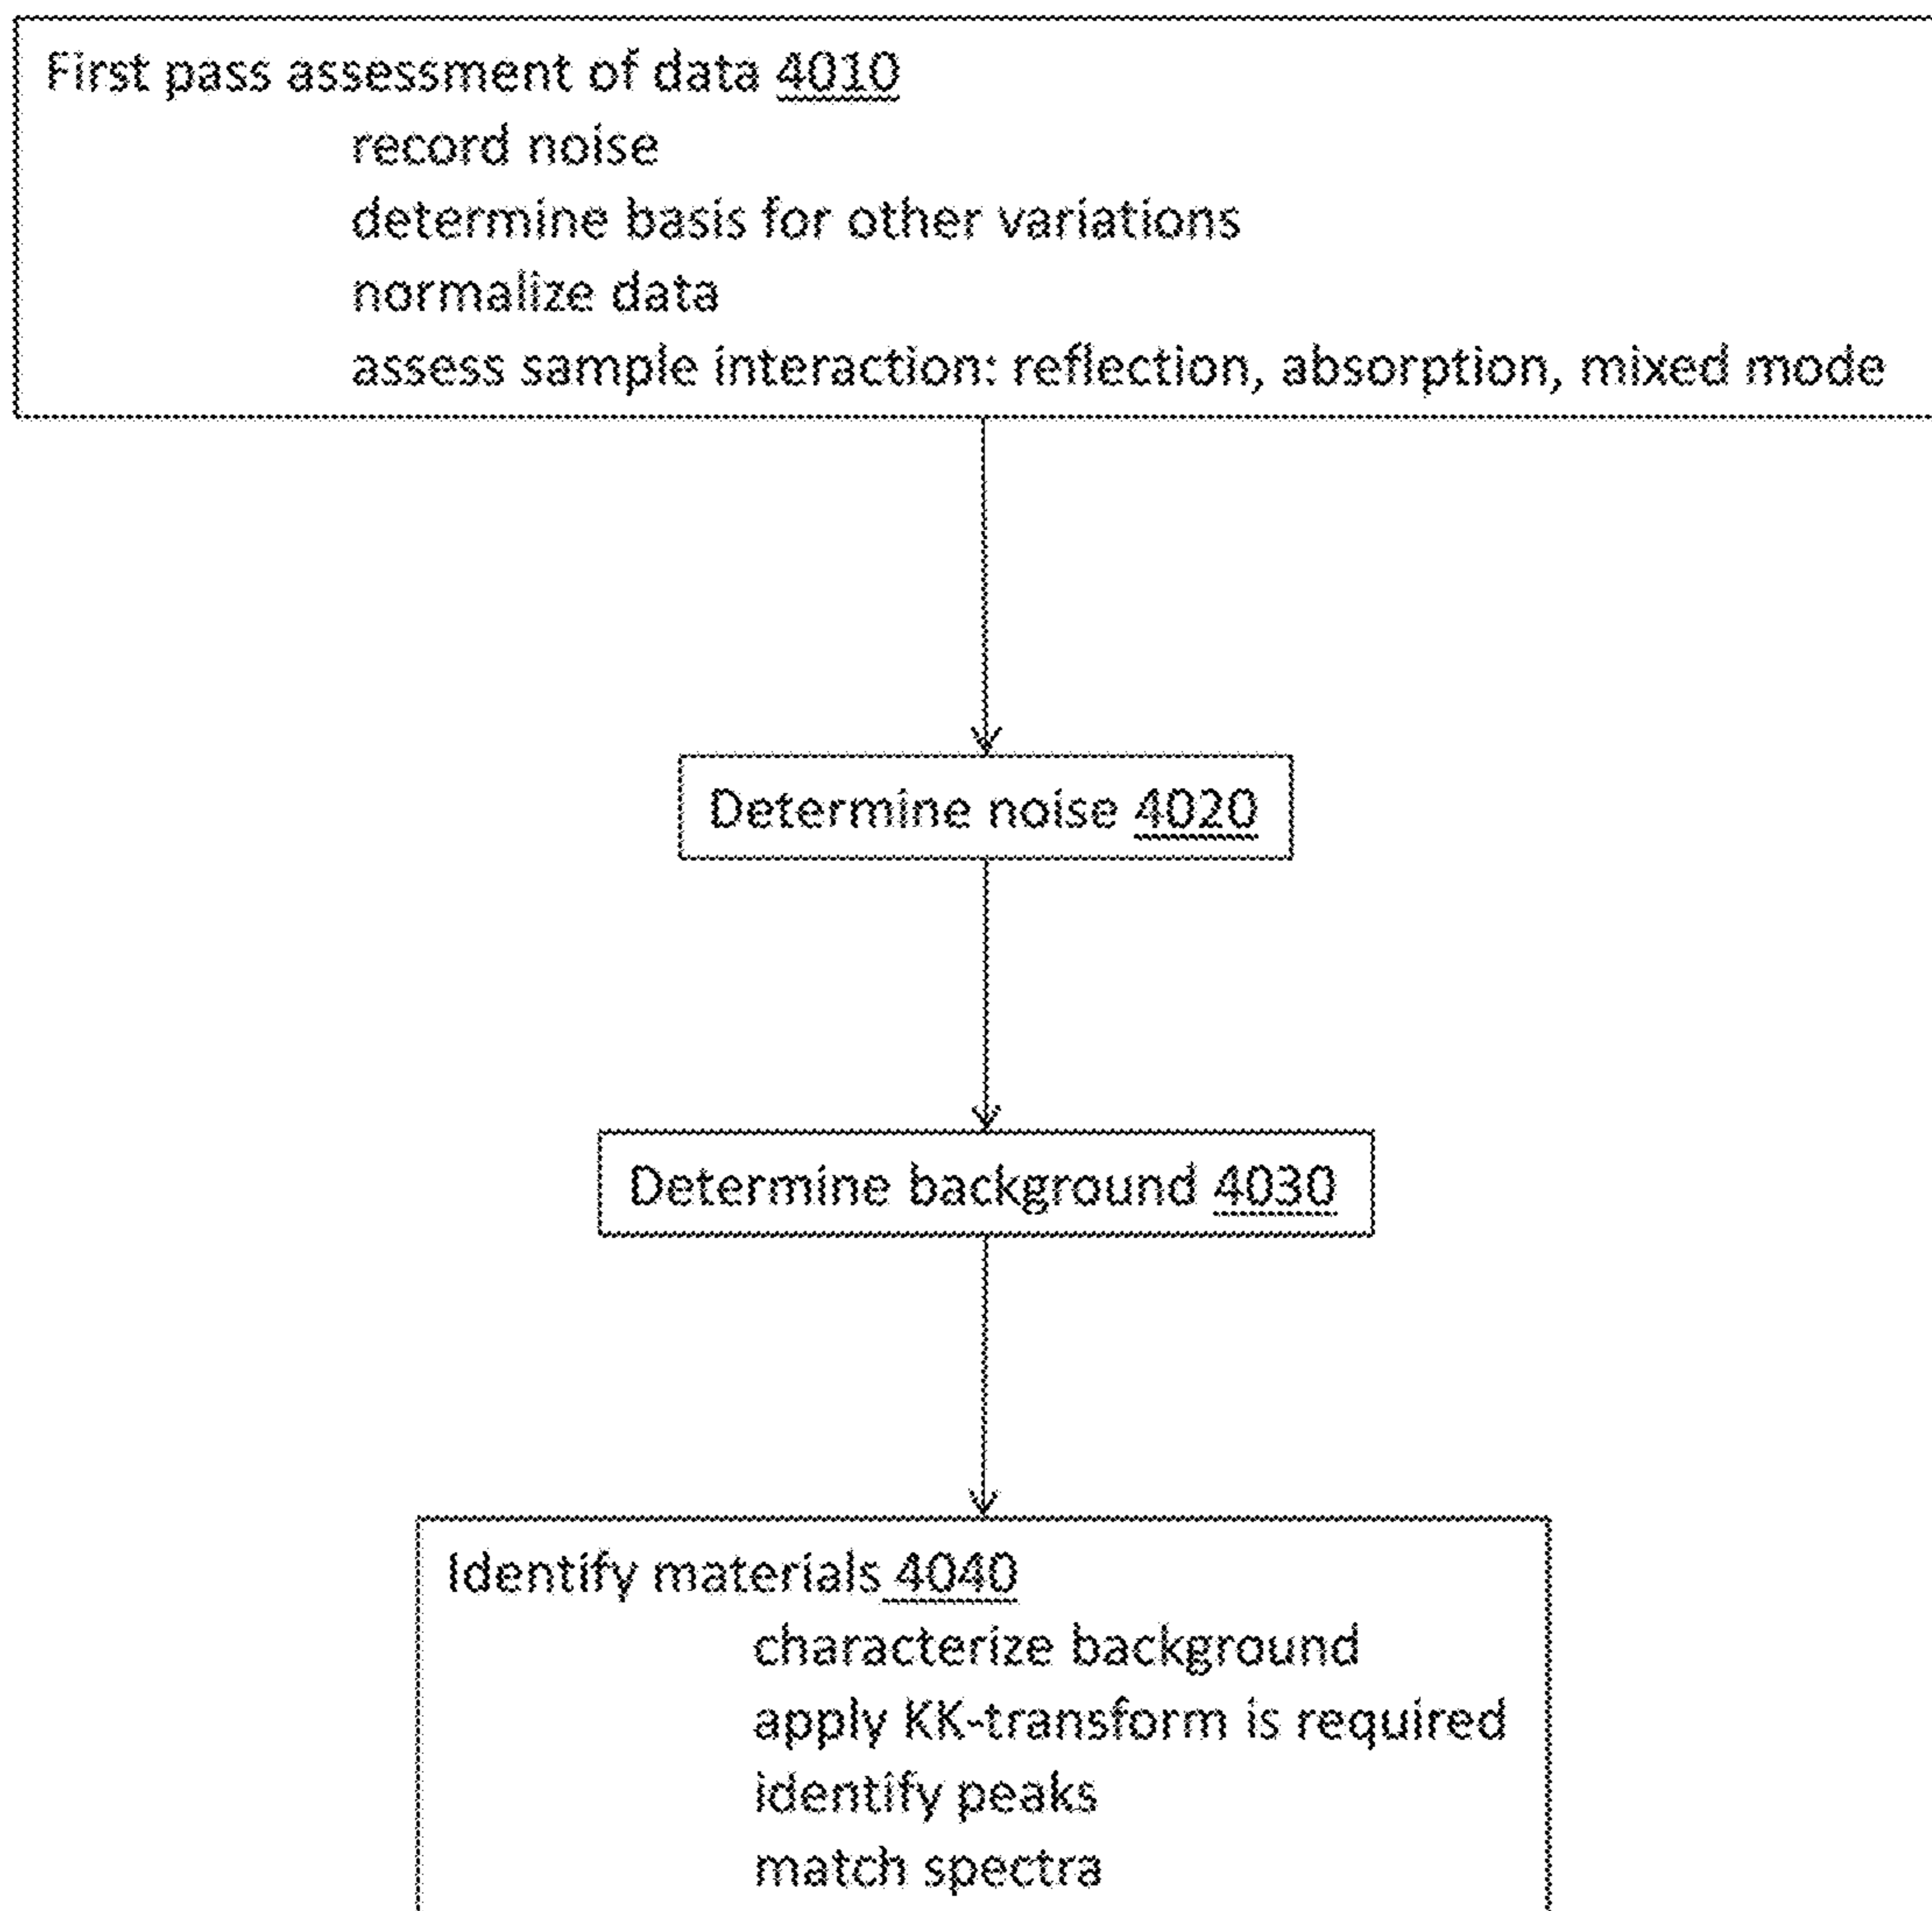 First pass assessment of data 4010
record noise
determine basis for other variations
normalize data
assess sample interaction: reflection, absorption, mixed mode
Determine noise 4020
Determine background 4030
Identify materials 4040
characterize background
apply KK-transform is required
identify peaks
match spectra